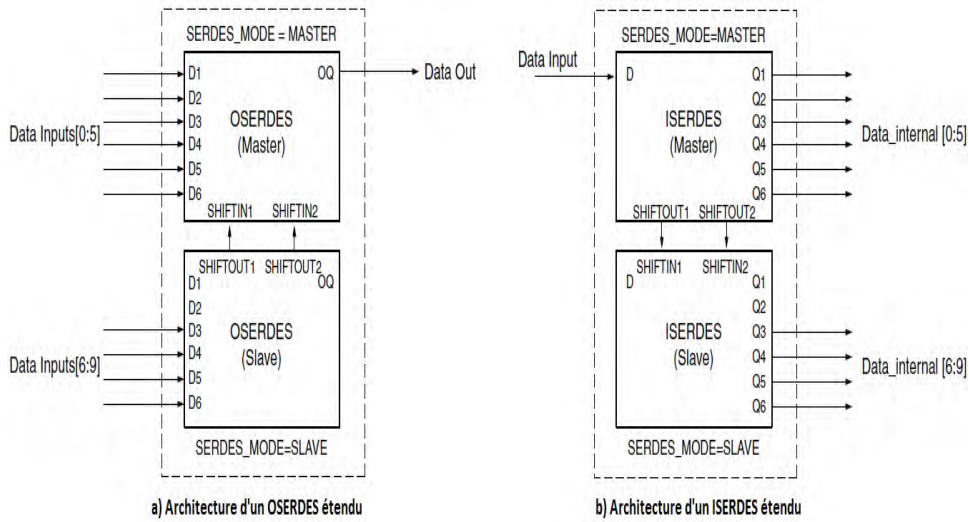 SERDES_MODE = MASTER
D1
D2
D3
D4
D5
D6
OQ
OSERDES
(Master)
SHIFTIN1 SHIFTIN2
Data Inputs[0:5]
Data Out
SHIFTOUT1 SHIFTOUT2
D1
D2
D3
D4
D5
D6
OQ
OSERDES
(Slave)
Data Inputs[6:9]
SERDES_MODE=SLAVE
a) Architecture d'un OSERDES étendu
SERDES_MODE=MASTER
Data Input
D
ISERDES
(Master)
Q1
Q2
Q3
Q4
Q5
Q6
Data_internal [0:5]
SHIFTOUT1 SHIFTOUT2
SHIFTIN1 SHIFTIN2
D
ISERDES
(Slave)
Q1
Q2
Q3
Q4
Q5
Q6
Data_internal [6:9]
SERDES_MODE=SLAVE
b) Architecture d'un ISERDES étendu